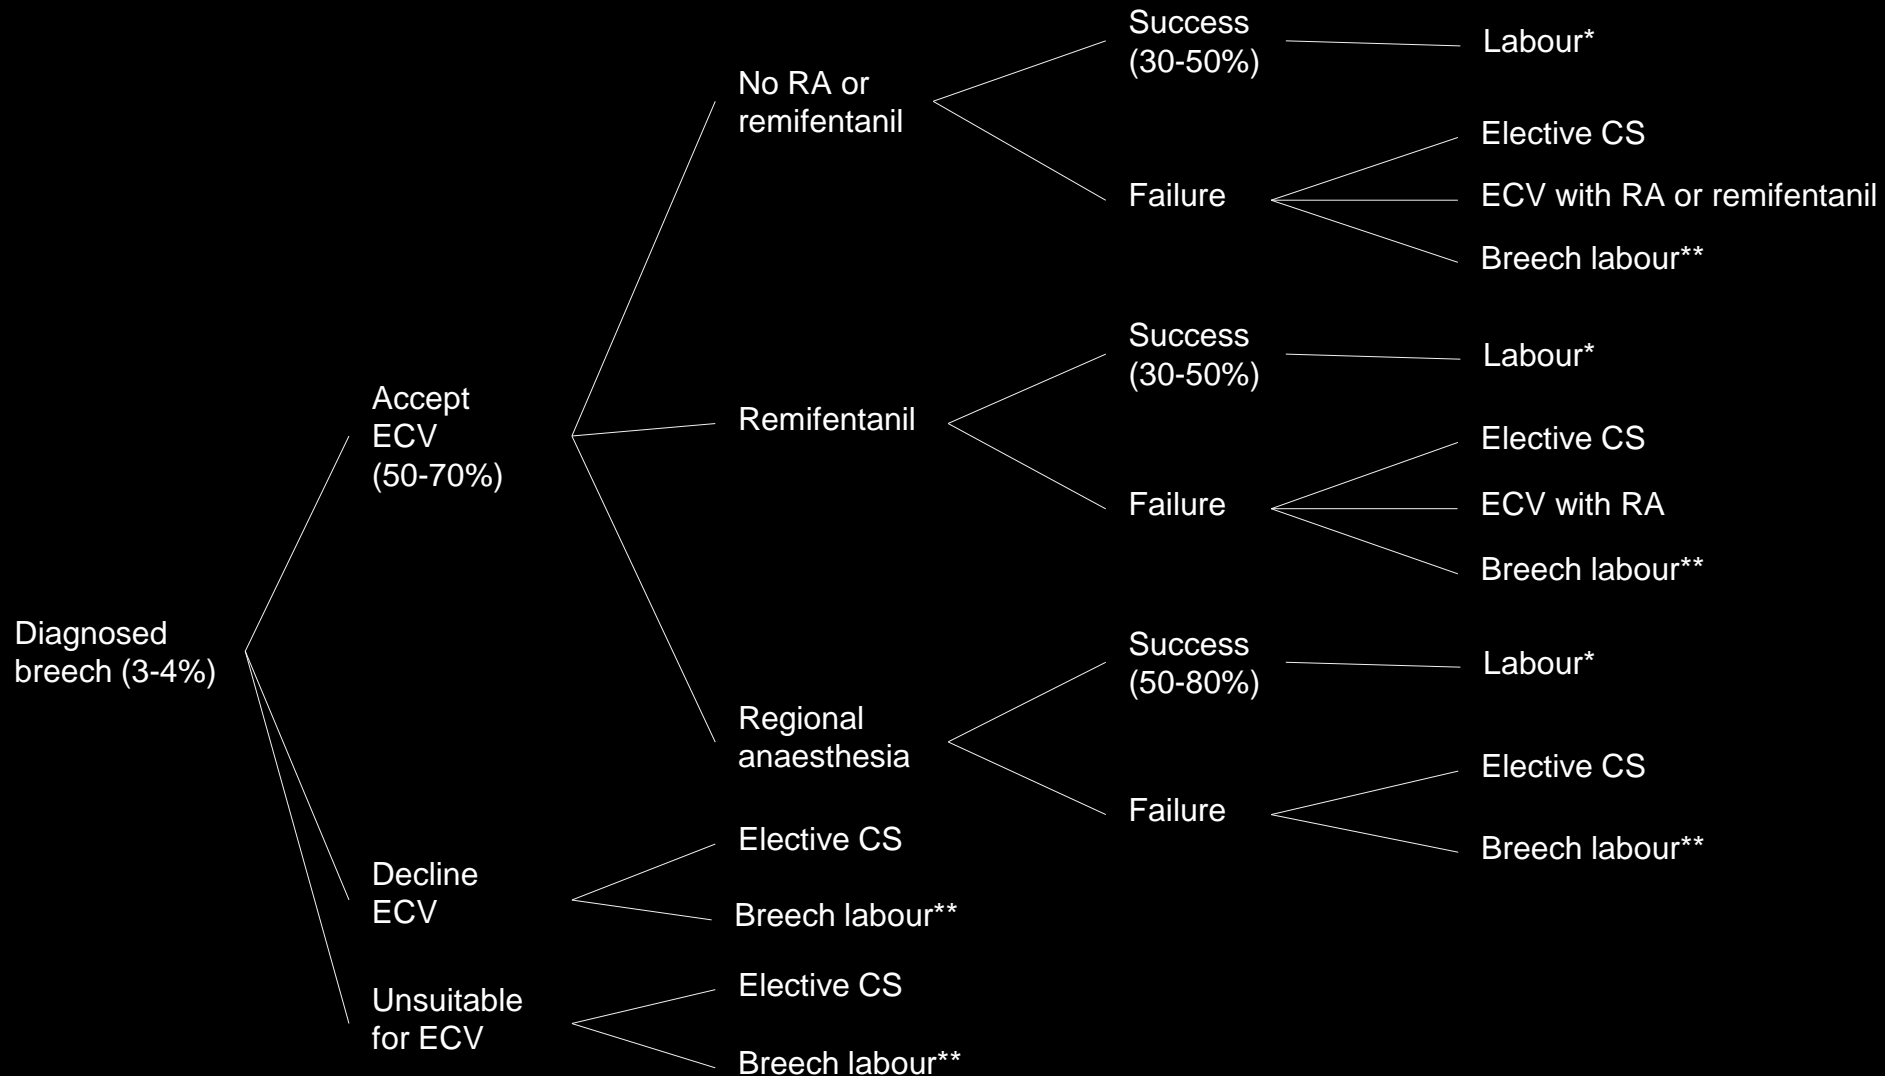 Diagnosed
breech (3-4%)
Accept
ECV
(50-70%)
Decline
ECV
Unsuitable
for ECV
No RA or
remifentanil
Remifentanil
Regional
anaesthesia
Elective CS
Breech labour**
Elective CS
Breech labour**
Success
(30-50%)
Failure
Success
(30-50%)
Failure
Success
(50-80%)
Failure
Labour*
Elective CS
ECV with RA or remifentanil
Breech labour**
Labour*
Elective CS
ECV with RA
Breech labour**
Labour*
Elective CS
Breech labour**